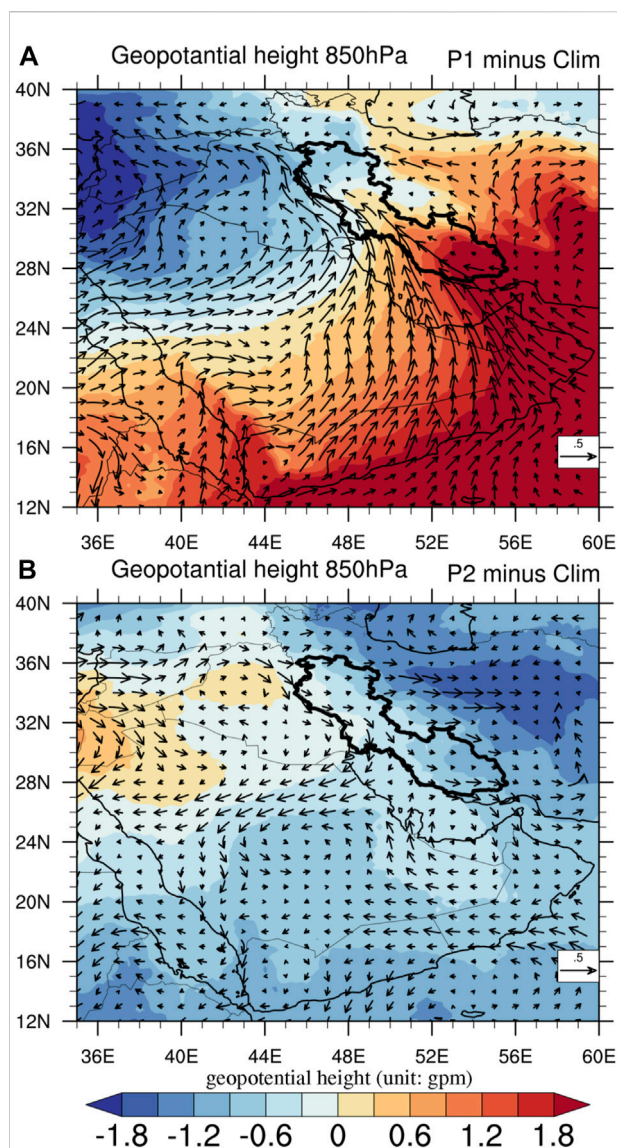 A
Geopotantial height 850hPa P1 minus Clim
40N
36N
32N
28N
24N
20N
16N
12N
.5
36E 40E 44E 48E 52E 56E 60E
B
Geopotantial height 850hPa P2 minus Clim
40N
36N
32N
28N
24N
20N
16N
12N
.5
36E 40E 44E 48E 52E 56E 60E
geopotential height (unit: gpm)
-1.8 -1.2 -0.6 0 0.6 1.2 1.8